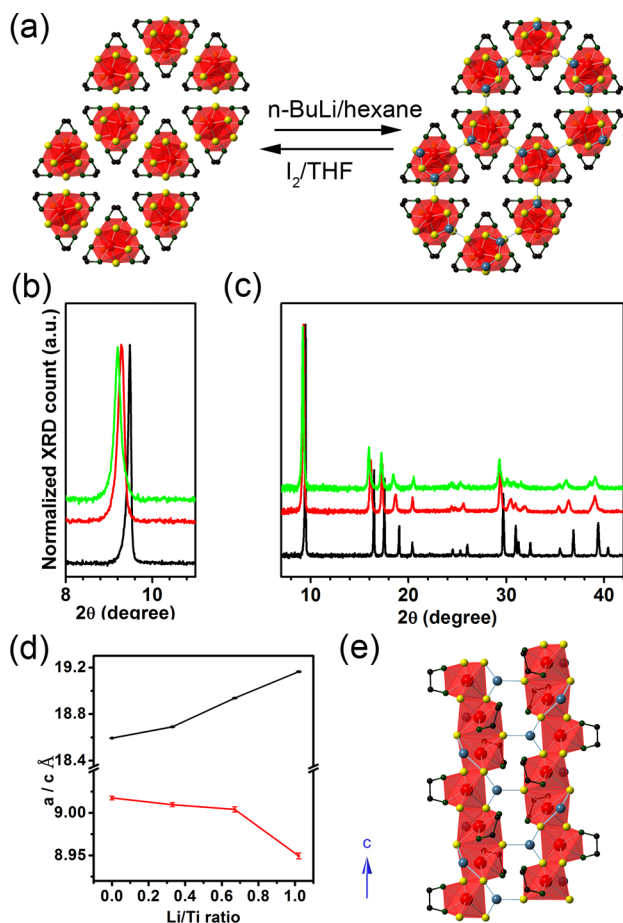 (a)
n-BuLi/hexane
I₂/THF
(b)
(c)
Normalized XRD count (a.u.)
8 10
2θ (degree)
10 20 30 40
2θ (degree)
(d)
19.2
18.8
18.4
9.00
8.95
a / c Å
0.0 0.2 0.4 0.6 0.8 1.0
Li/Ti ratio
(e)
c